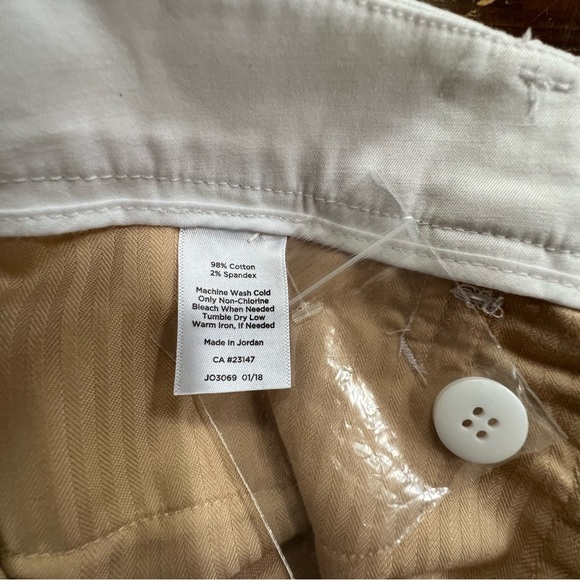 98% Cotton
2% Spandex
Machine Wash Cold
Only Non-Chlorine
Bleach When Needed
Tumble Dry Low
Warm Iron, If Needed
Made In Jordan
CA #23147
JO3069 01/18